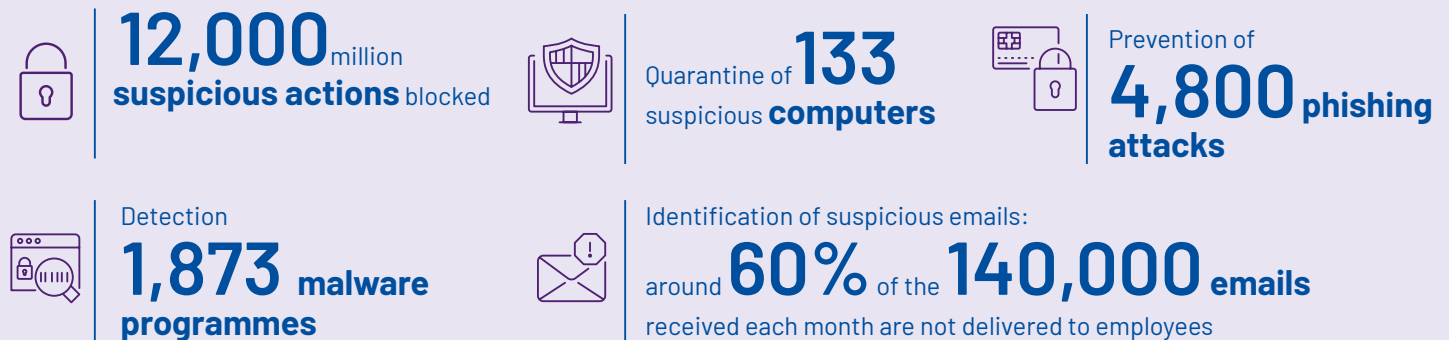 12,000 million
suspicious actions blocked
Quarantine of 133
suspicious computers
Prevention of
4,800 phishing
attacks
Detection
1,873 malware
programmes
Identification of suspicious emails:
around 60% of the 140,000 emails
received each month are not delivered to employees